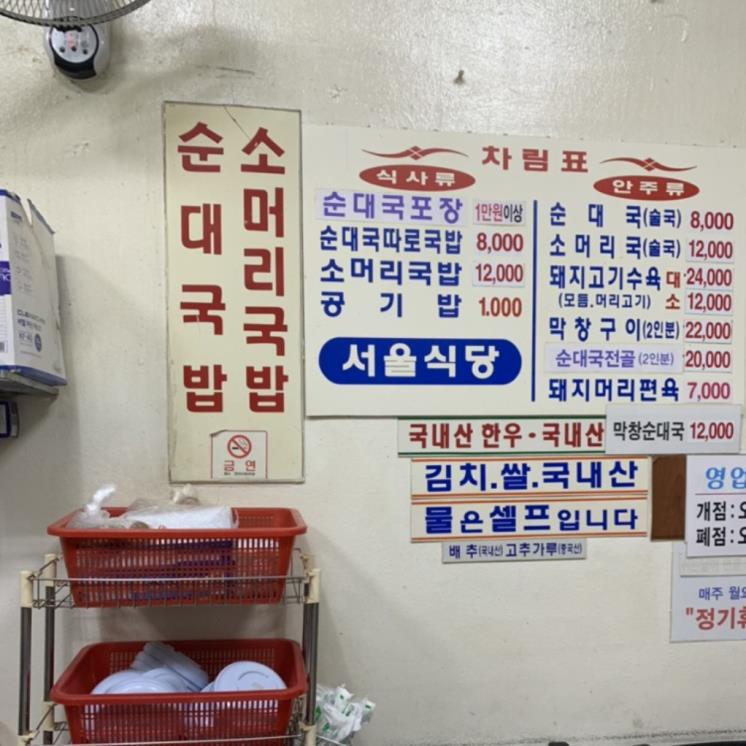 소머리국밥
순대국밥
금연
차림표
식사류
순대국포장 1만원이상
순대국따로국밥 8,000
소머리국밥 12,000
공기밥 1.000
서울식당
안주류
순대국(술국) 8,000
소머리국(술국) 12,000
돼지고기수육 대 24,000
(모듬,머리고기) 소 12,000
막창구이(2인분) 22,000
순대국전골(2인분) 20,000
돼지머리편육 7,000
국내산 한우·국내산
막창순대국 12,000
김치.쌀.국내산
물은셀프입니다
배추(국내산) 고추가루(중국산)
영업
개점:오
폐점:오
매주 월요
"정기휴